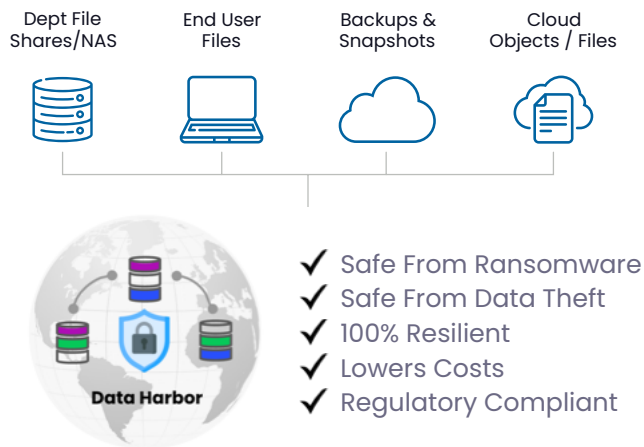 Dept File
Shares/NAS
End User
Files
Backups &
Snapshots
Cloud
Objects / Files
Safe From Ransomware
Safe From Data Theft
100% Resilient
Lowers Costs
Regulatory Compliant
Data Harbor